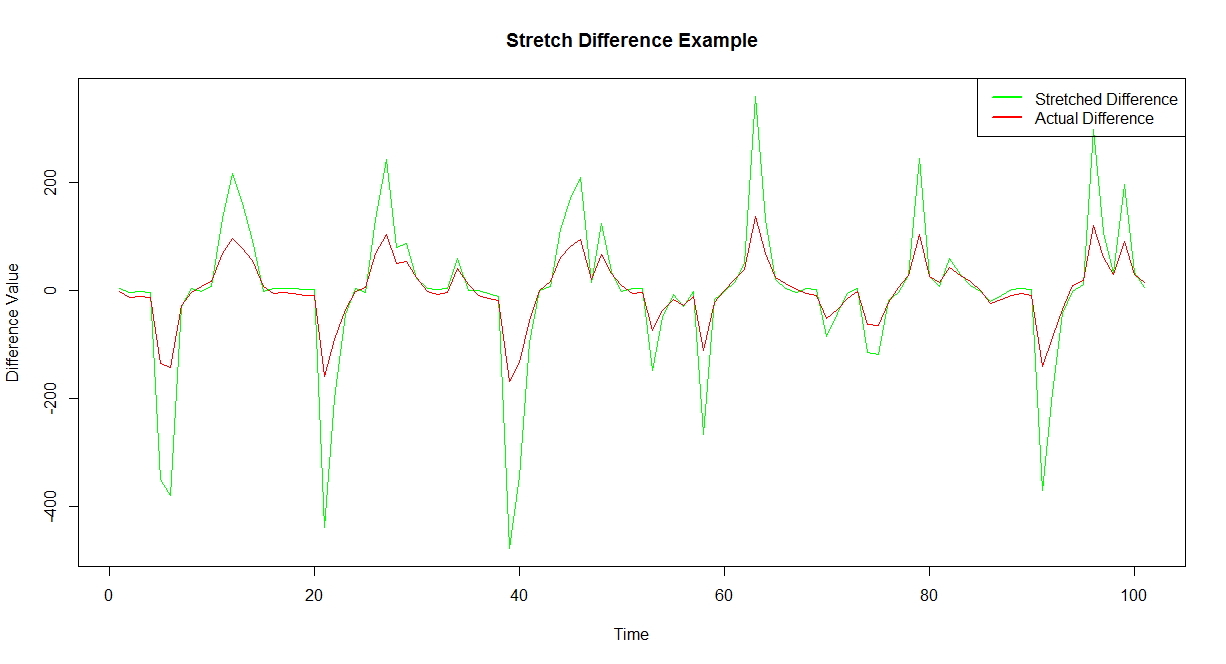 Stretch Difference Example
Stretched Difference
Actual Difference
Difference Value
200
0
-200
-400
0 20 40 60 80 100
Time